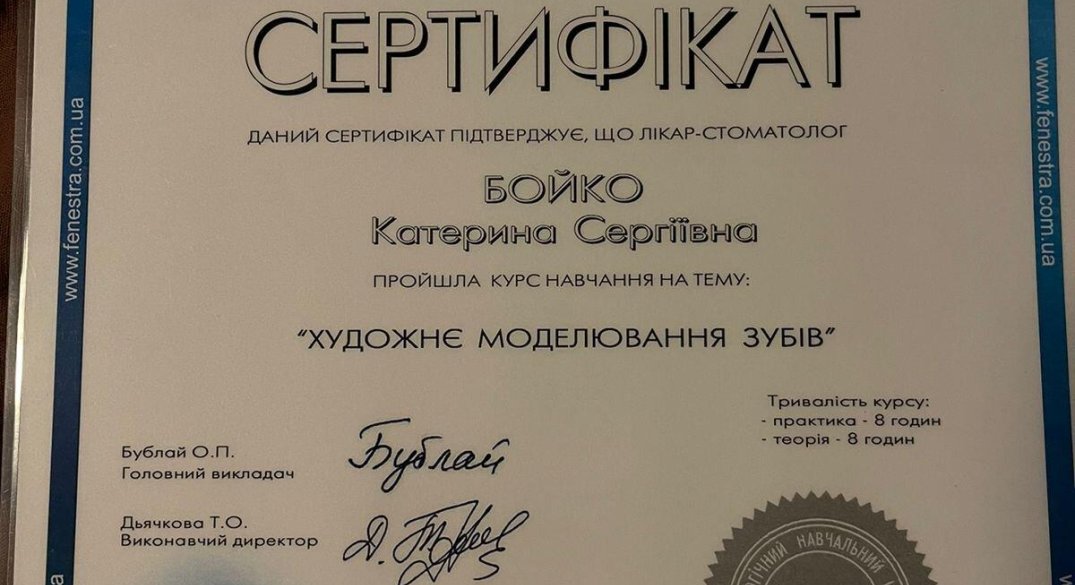 СЕРТИФІКАТ
ДАНИЙ СЕРТИФІКАТ ПІДТВЕРДЖУЄ, ЩО ЛІКАР-СТОМАТОЛОГ
БОЙКО
Катерина Сергіївна
ПРОЙШЛА КУРС НАВЧАННЯ НА ТЕМУ:
“ХУДОЖНЄ МОДЕЛЮВАННЯ ЗУБІВ”
Тривалість курсу:
- практика - 8 годин
- теорія - 8 годин
Бублай О.П.
Головний викладач
Бублай
Дьячкова Т.О.
Виконавчий директор
www.fenestra.com.ua
www.fenestra.com.ua
НАВЧАЛЬНИЙ